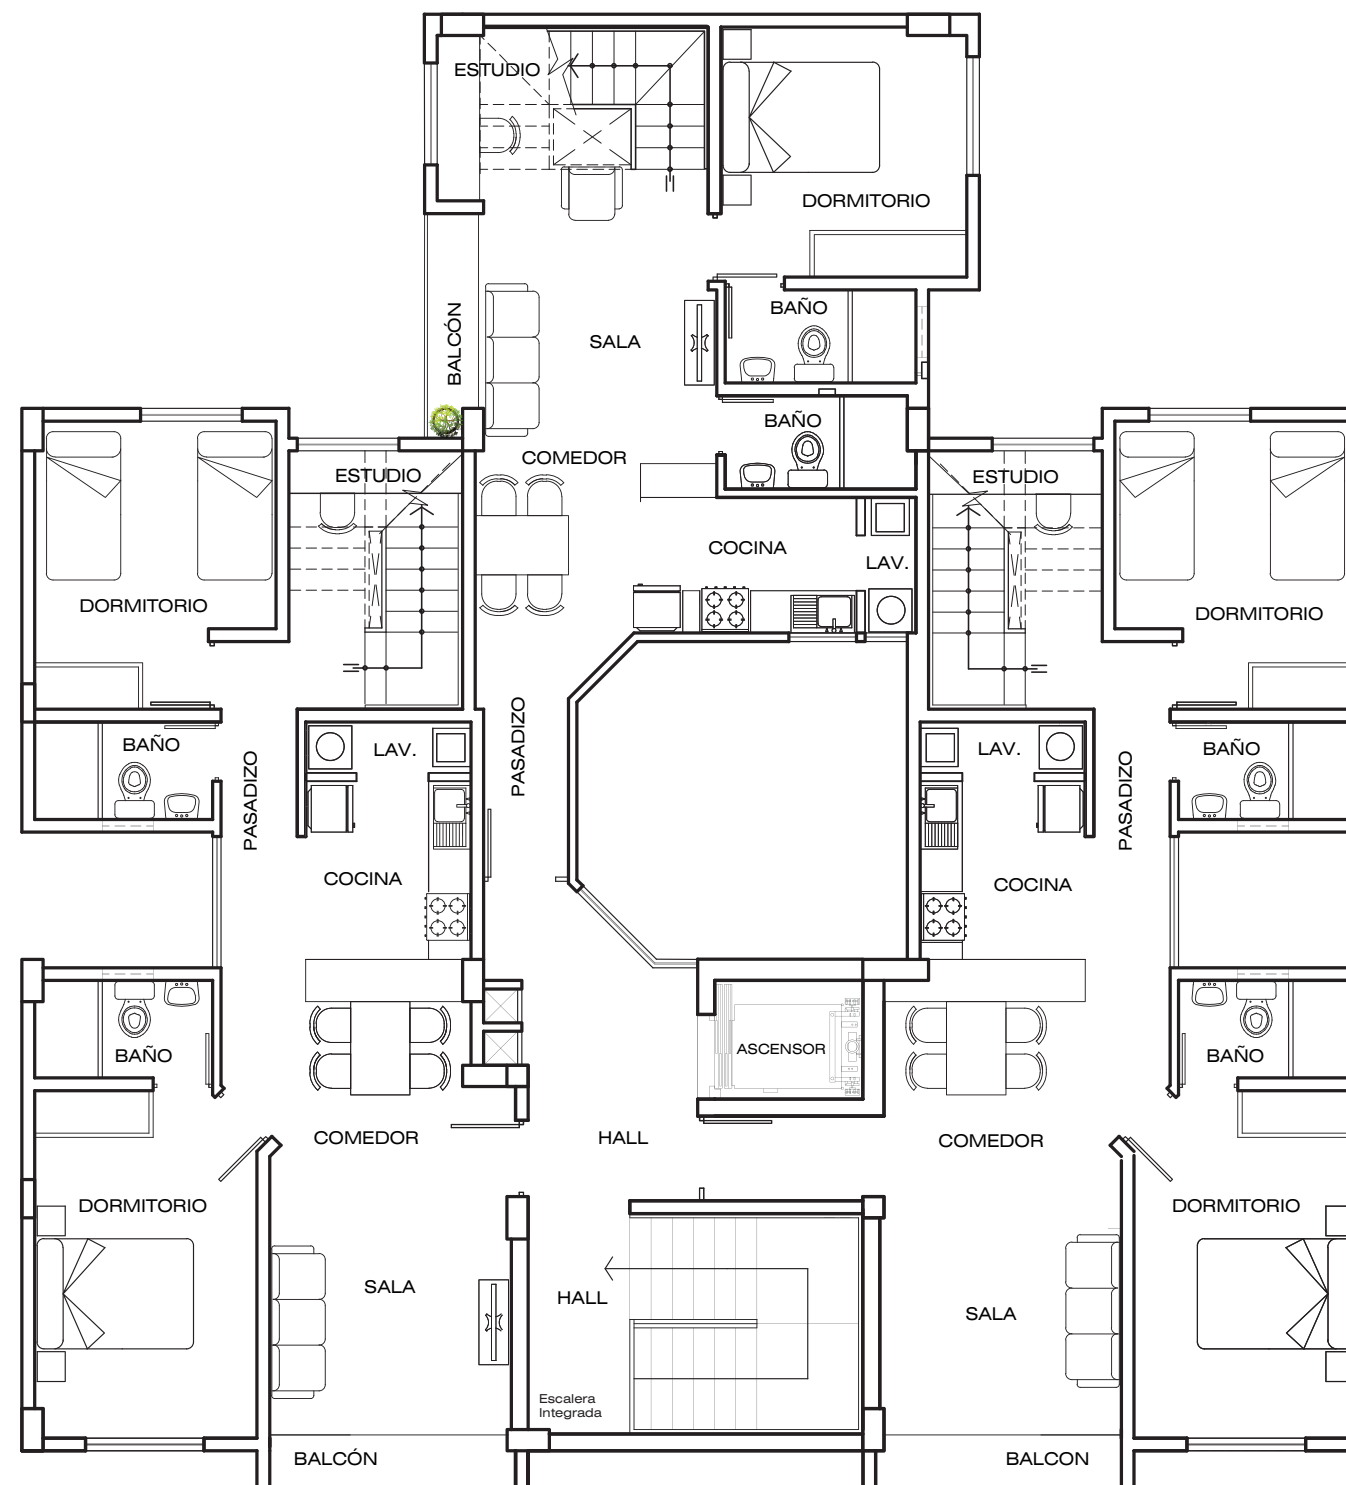 ESTUDIO
DORMITORIO
BALCÓN
SALA
BAÑO
BAÑO
COMEDOR
ESTUDIO
ESTUDIO
COCINA
LAV.
DORMITORIO
DORMITORIO
BAÑO
PASADIZO
LAV.
PASADIZO
LAV.
PASADIZO
BAÑO
COCINA
COCINA
BAÑO
ASCENSOR
BAÑO
COMEDOR
HALL
COMEDOR
DORMITORIO
DORMITORIO
SALA
HALL
SALA
Escalera
Integrada
BALCÓN
BALCON